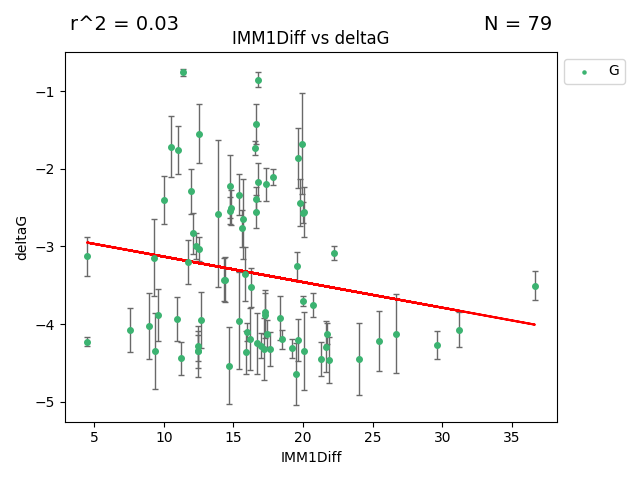 r^2 = 0.03
N = 79
IMM1Diff vs deltaG
G
−1
−2
−3
−4
−5
deltaG
5 10 15 20 25 30 35
IMM1Diff